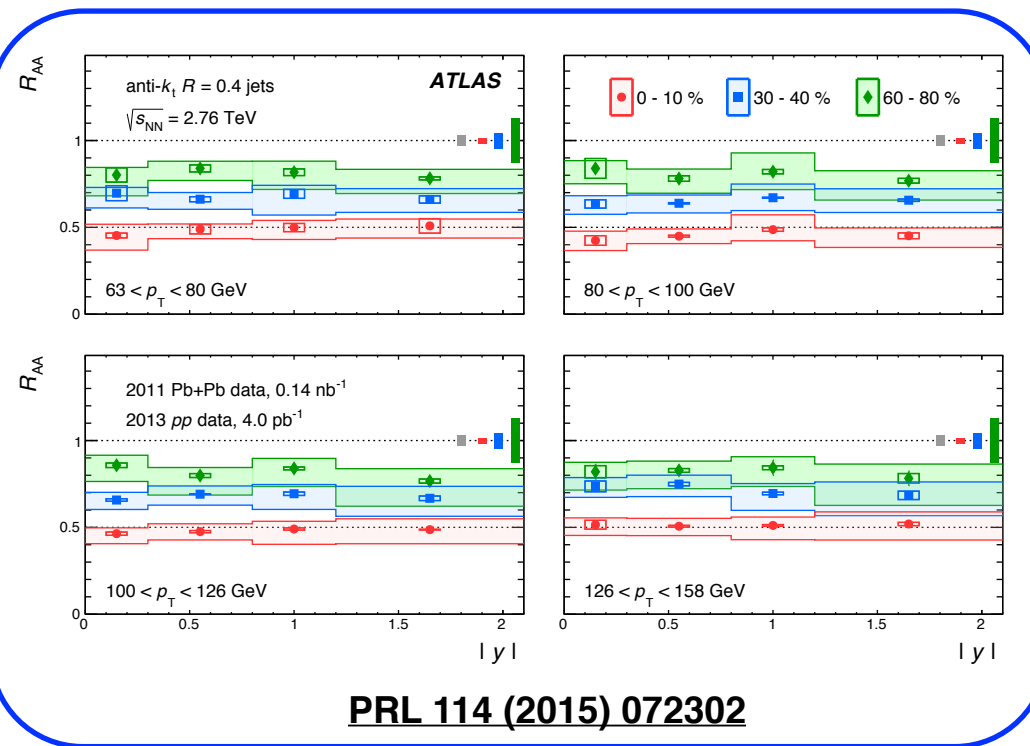 R_AA
anti-k_t R = 0.4 jets
ATLAS
√s_NN = 2.76 TeV
1
0.5
0
63 < p_T < 80 GeV
0 - 10 %
30 - 40 %
60 - 80 %
80 < p_T < 100 GeV
R_AA
2011 Pb+Pb data, 0.14 nb^-1
2013 pp data, 4.0 pb^-1
1
0.5
0
100 < p_T < 126 GeV
126 < p_T < 158 GeV
0 0.5 1 1.5 2
0 0.5 1 1.5 2
| y |
| y |
PRL 114 (2015) 072302